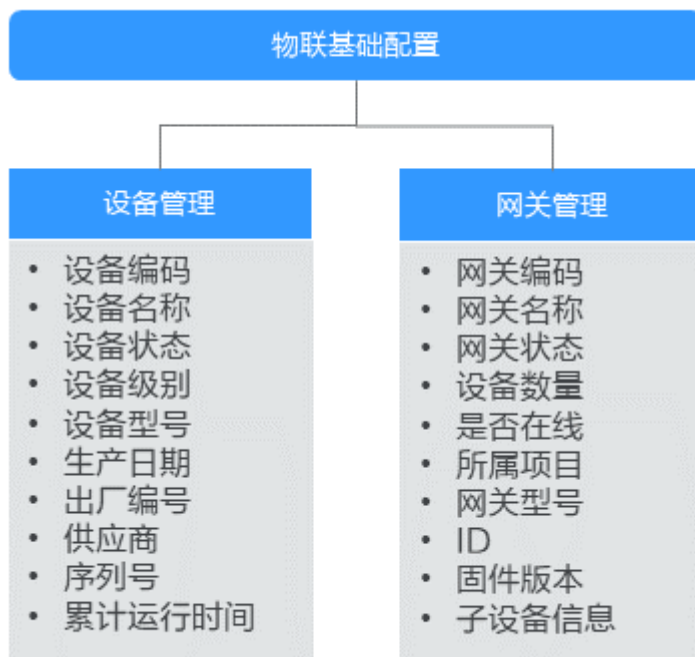 物联基础配置
设备管理
• 设备编码
• 设备名称
• 设备状态
• 设备级别
• 设备型号
• 生产日期
• 出厂编号
• 供应商
• 序列号
• 累计运行时间
网关管理
• 网关编码
• 网关名称
• 网关状态
• 设备数量
• 是否在线
• 所属项目
• 网关型号
• ID
• 固件版本
• 子设备信息